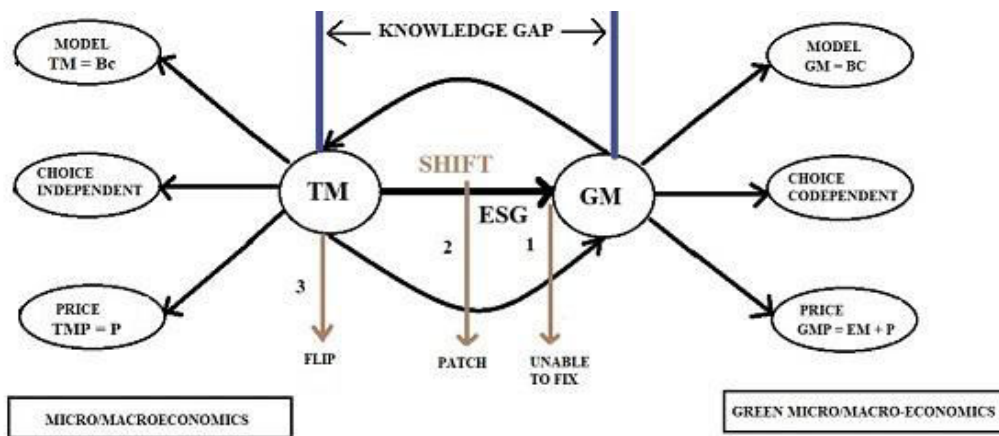 KNOWLEDGE GAP
MODEL
TM = Bc
MODEL
GM = BC
SHIFT
CHOICE
INDEPENDENT
TM
GM
CHOICE
CODEPENDENT
ESG
2
1
3
PRICE
TMP = P
PRICE
GMP = EM + P
FLIP
PATCH
UNABLE
TO FIX
MICRO/MACROECONOMICS
GREEN MICRO/MACRO-ECONOMICS